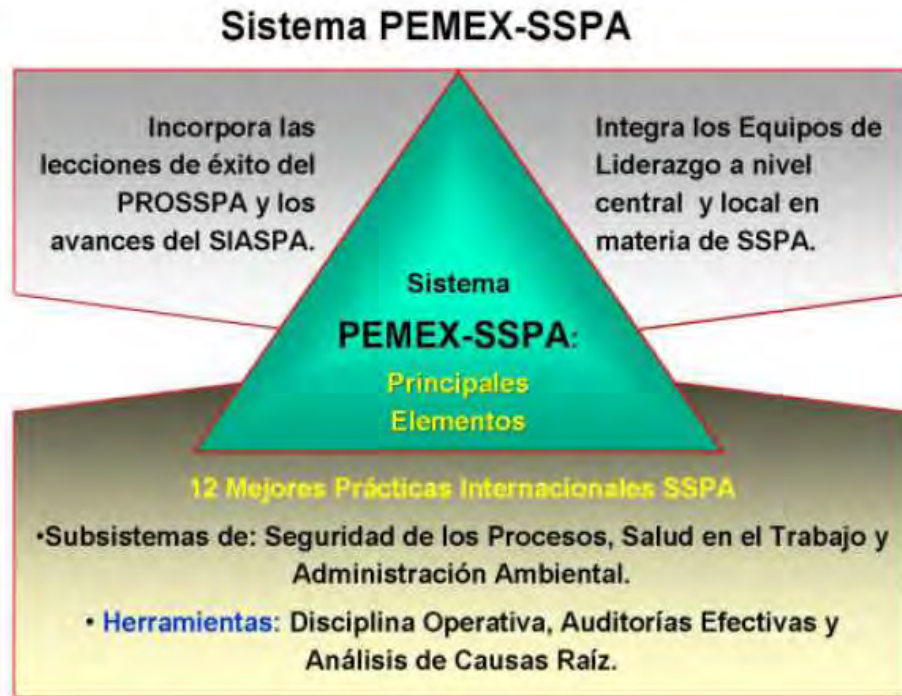 Sistema PEMEX-SSPA
Incorpora las
lecciones de éxito del
PROSSPA y los
avances del SIASPA.
Integra los Equipos de
Liderazgo a nivel
central y local en
materia de SSPA.
Sistema
PEMEX-SSPA:
Principales
Elementos
12 Mejores Prácticas Internacionales SSPA
•Subsistemas de: Seguridad de los Procesos, Salud en el Trabajo y
Administración Ambiental.
• Herramientas: Disciplina Operativa, Auditorías Efectivas y
Análisis de Causas Raíz.